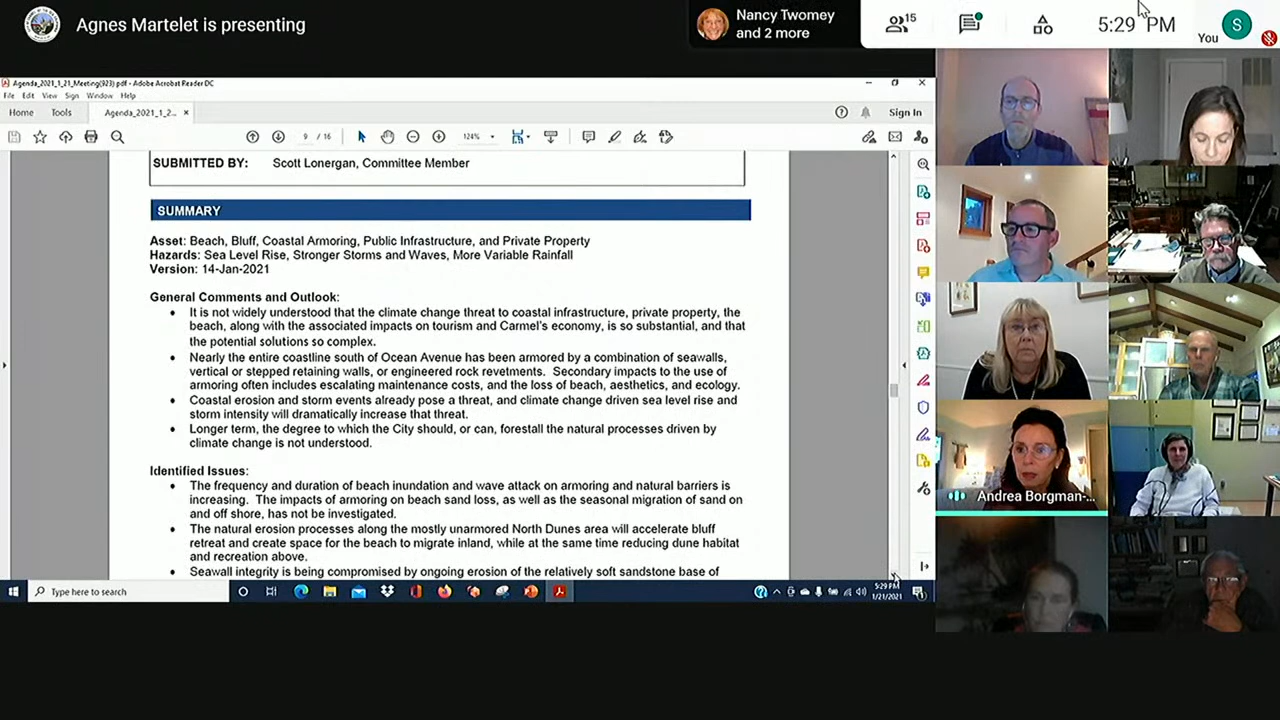 Agnes Martelet is presenting
Nancy Twomey
and 2 more
15
5:29 PM
You
S
Agenda_2021_1_21_Meeting(923).pdf - Adobe Acrobat Reader DC
File Edit View Sign Window Help
Home Tools Agenda_2021_1_2... ×
Sign In
9 / 16
124%
SUBMITTED BY: Scott Lonergan, Committee Member
SUMMARY
Asset: Beach, Bluff, Coastal Armoring, Public Infrastructure, and Private Property
Hazards: Sea Level Rise, Stronger Storms and Waves, More Variable Rainfall
Version: 14-Jan-2021
General Comments and Outlook:
• It is not widely understood that the climate change threat to coastal infrastructure, private property, the
beach, along with the associated impacts on tourism and Carmel's economy, is so substantial, and that
the potential solutions so complex.
• Nearly the entire coastline south of Ocean Avenue has been armored by a combination of seawalls,
vertical or stepped retaining walls, or engineered rock revetments. Secondary impacts to the use of
armoring often includes escalating maintenance costs, and the loss of beach, aesthetics, and ecology.
• Coastal erosion and storm events already pose a threat, and climate change driven sea level rise and
storm intensity will dramatically increase that threat.
• Longer term, the degree to which the City should, or can, forestall the natural processes driven by
climate change is not understood.
Identified Issues:
• The frequency and duration of beach inundation and wave attack on armoring and natural barriers is
increasing. The impacts of armoring on beach sand loss, as well as the seasonal migration of sand on
and off shore, has not be investigated.
• The natural erosion processes along the mostly unarmored North Dunes area will accelerate bluff
retreat and create space for the beach to migrate inland, while at the same time reducing dune habitat
and recreation above.
• Seawall integrity is being compromised by ongoing erosion of the relatively soft sandstone base of
Andrea Borgman-...
Type here to search
5:29 PM
1/21/2021